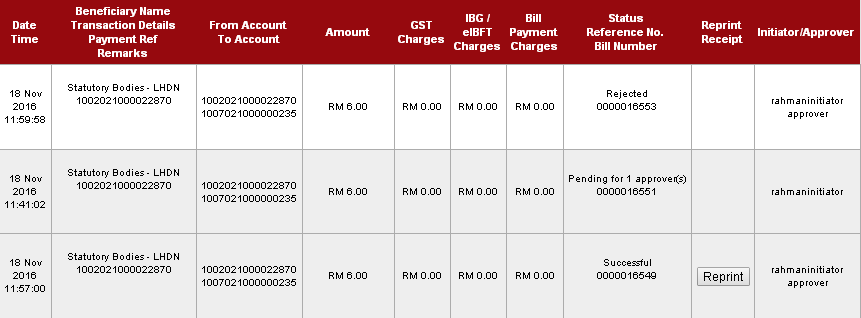 Date
Time
Beneficiary Name
Transaction Details
Payment Ref
Remarks
From Account
To Account
Amount
GST
Charges
IBG /
eIBFT
Charges
Bill
Payment
Charges
Status
Reference No.
Bill Number
Reprint
Receipt
Initiator/Approver
18 Nov
2016
11:59:58
Statutory Bodies - LHDN
1002021000022870
1002021000022870
1007021000000235
RM 6.00
RM 0.00
RM 0.00
RM 0.00
Rejected
0000016553
rahmaninitiator
approver
18 Nov
2016
11:41:02
Statutory Bodies - LHDN
1002021000022870
1002021000022870
1007021000000235
RM 6.00
RM 0.00
RM 0.00
RM 0.00
Pending for 1 approver(s)
0000016551
rahmaninitiator
18 Nov
2016
11:57:00
Statutory Bodies - LHDN
1002021000022870
1002021000022870
1007021000000235
RM 6.00
RM 0.00
RM 0.00
RM 0.00
Successful
0000016549
Reprint
rahmaninitiator
approver